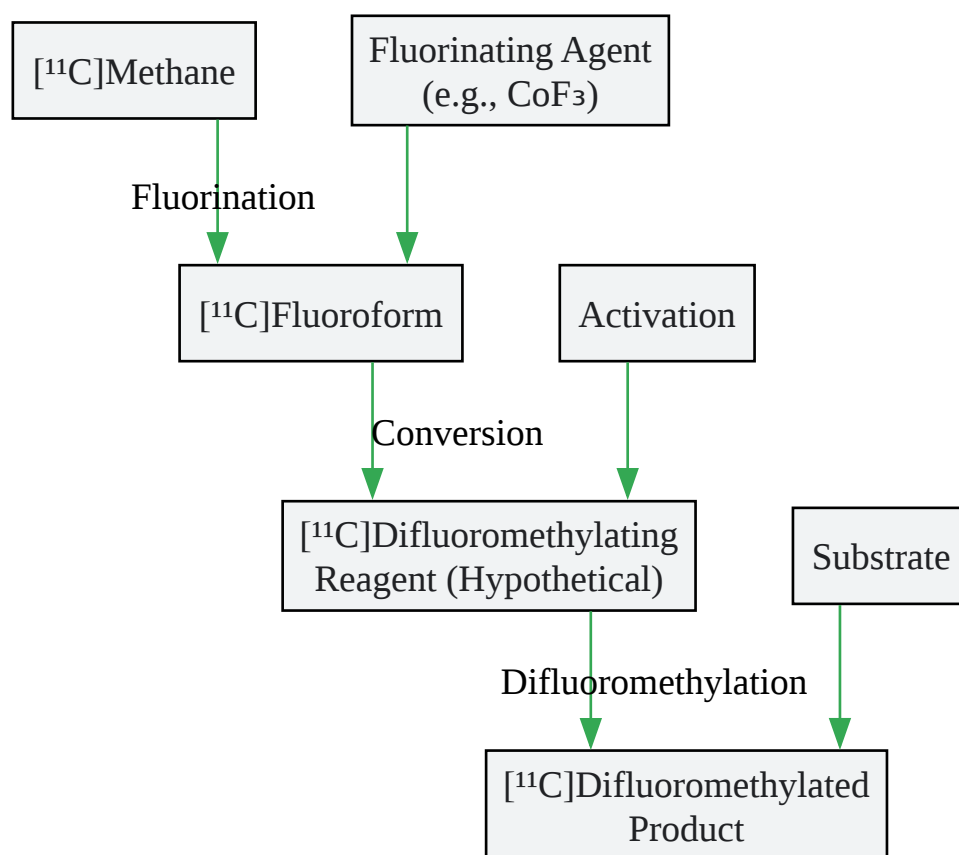 [¹¹C]Methane
Fluorinating Agent
(e.g., CoF₃)
Fluorination
[¹¹C]Fluoroform
Activation
Conversion
[¹¹C]Difluoromethylating
Reagent (Hypothetical)
Substrate
Difluoromethylation
[¹¹C]Difluoromethylated
Product